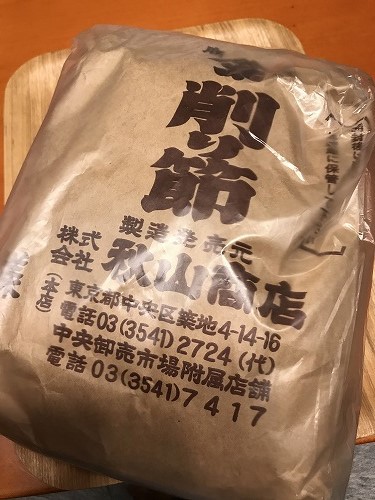 削り節
製造発売元
株式会社 秋山商店
(本店) 東京都中央区築地4-14-16
電話03(3541)2724(代)
中央卸売市場附属店舗
電話03(3541)7417